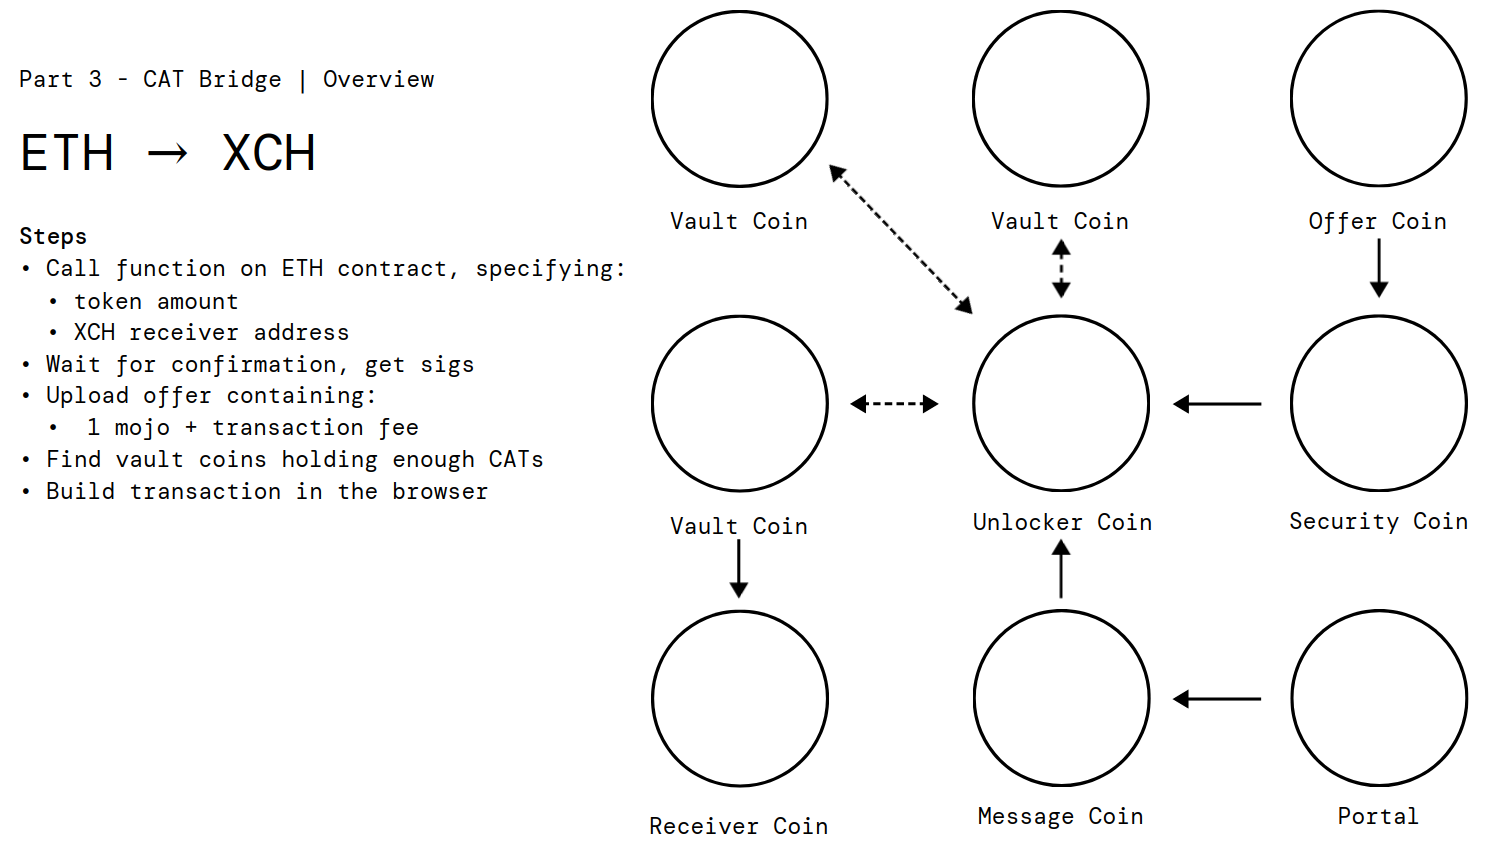 Part 3 - CAT Bridge | Overview
ETH → XCH
Steps
• Call function on ETH contract, specifying:
• token amount
• XCH receiver address
• Wait for confirmation, get sigs
• Upload offer containing:
• 1 mojo + transaction fee
• Find vault coins holding enough CATs
• Build transaction in the browser
Vault Coin
Vault Coin
Offer Coin
Vault Coin
Unlocker Coin
Security Coin
Receiver Coin
Message Coin
Portal